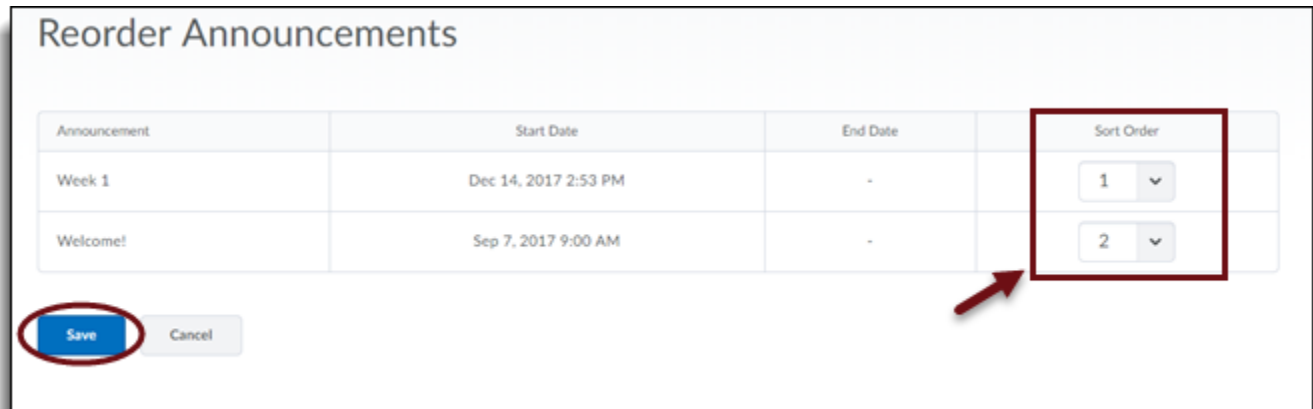 Reorder Announcements
Announcement Start Date End Date Sort Order
Week 1 Dec 14, 2017 2:53 PM - 1
Welcome! Sep 7, 2017 9:00 AM - 2
Save Cancel